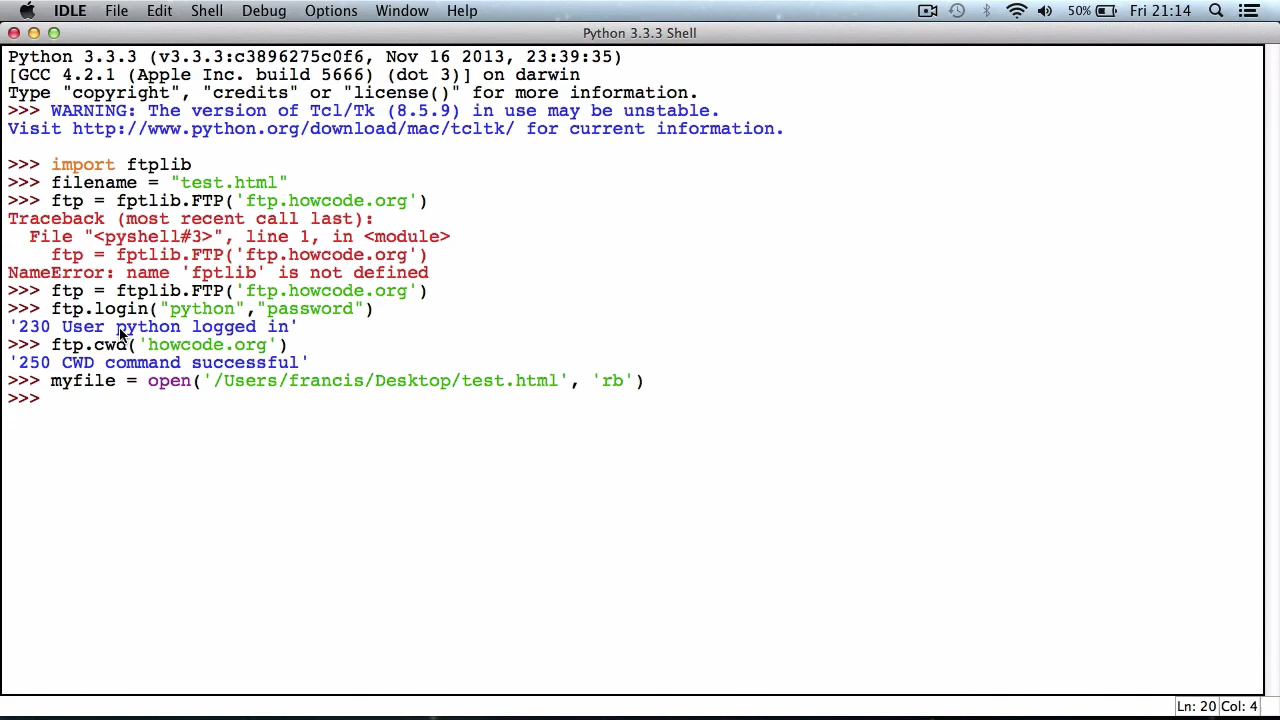 IDLE File Edit Shell Debug Options Window Help 50% Fri 21:14
Python 3.3.3 Shell
Python 3.3.3 (v3.3.3:c3896275c0f6, Nov 16 2013, 23:39:35)
[GCC 4.2.1 (Apple Inc. build 5666) (dot 3)] on darwin
Type "copyright", "credits" or "license()" for more information.
>>> WARNING: The version of Tcl/Tk (8.5.9) in use may be unstable.
Visit http://www.python.org/download/mac/tcltk/ for current information.
>>> import ftplib
>>> filename = "test.html"
>>> ftp = fptlib.FTP('ftp.howcode.org')
Traceback (most recent call last):
  File "<pyshell#3>", line 1, in <module>
    ftp = fptlib.FTP('ftp.howcode.org')
NameError: name 'fptlib' is not defined
>>> ftp = ftplib.FTP('ftp.howcode.org')
>>> ftp.login("python","password")
'230 User python logged in'
>>> ftp.cwd('howcode.org')
'250 CWD command successful'
>>> myfile = open('/Users/francis/Desktop/test.html', 'rb')
>>>
Ln: 20 Col: 4